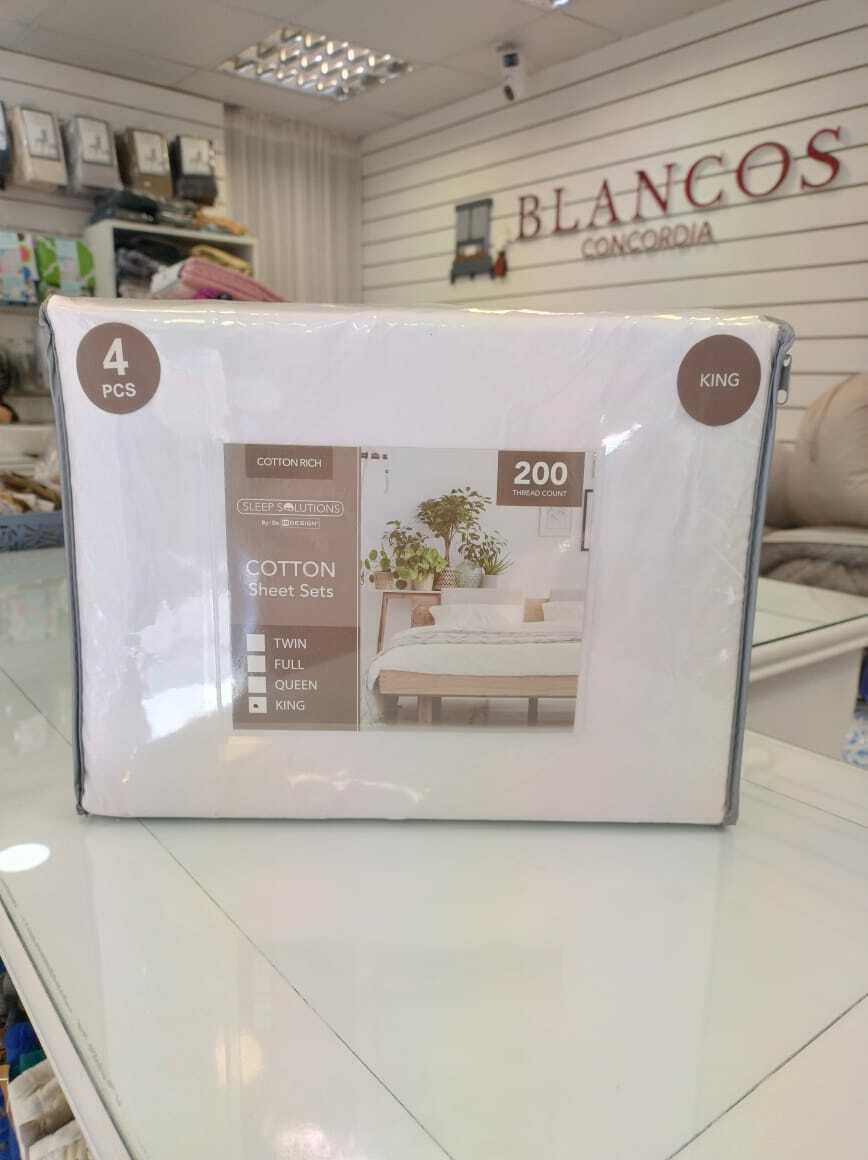 BLANCOS
CONCORDIA
4
PCS
KING
COTTON RICH
SLEEP SOLUTIONS
COTTON
Sheet Sets
TWIN
FULL
QUEEN
KING
200
THREAD COUNT